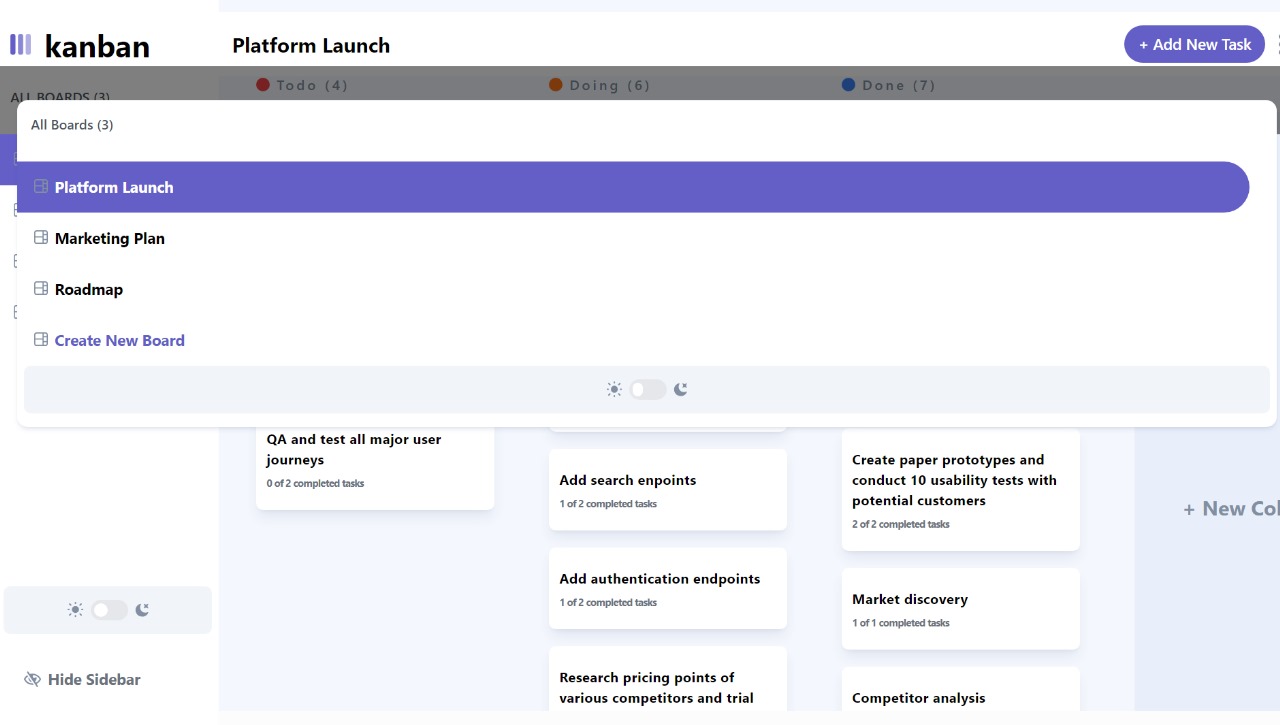 kanban
Platform Launch
+ Add New Task
ALL BOARDS (3)
Todo (4)
Doing (6)
Done (7)
All Boards (3)
Platform Launch
Marketing Plan
Roadmap
Create New Board
QA and test all major user
journeys
0 of 2 completed tasks
Add search enpoints
1 of 2 completed tasks
Add authentication endpoints
1 of 2 completed tasks
Research pricing points of
various competitors and trial
Create paper prototypes and
conduct 10 usability tests with
potential customers
2 of 2 completed tasks
Market discovery
1 of 1 completed tasks
Competitor analysis
+ New Col
Hide Sidebar